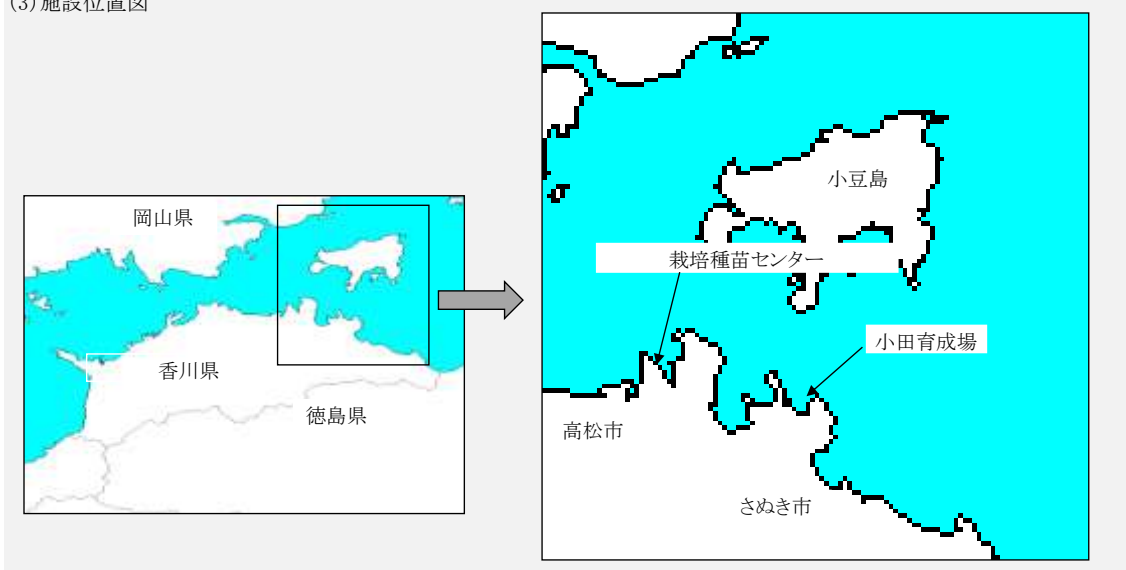 (3)施設位置図
岡山県
香川県
徳島県
小豆島
栽培種苗センター
小田育成場
高松市
さぬき市